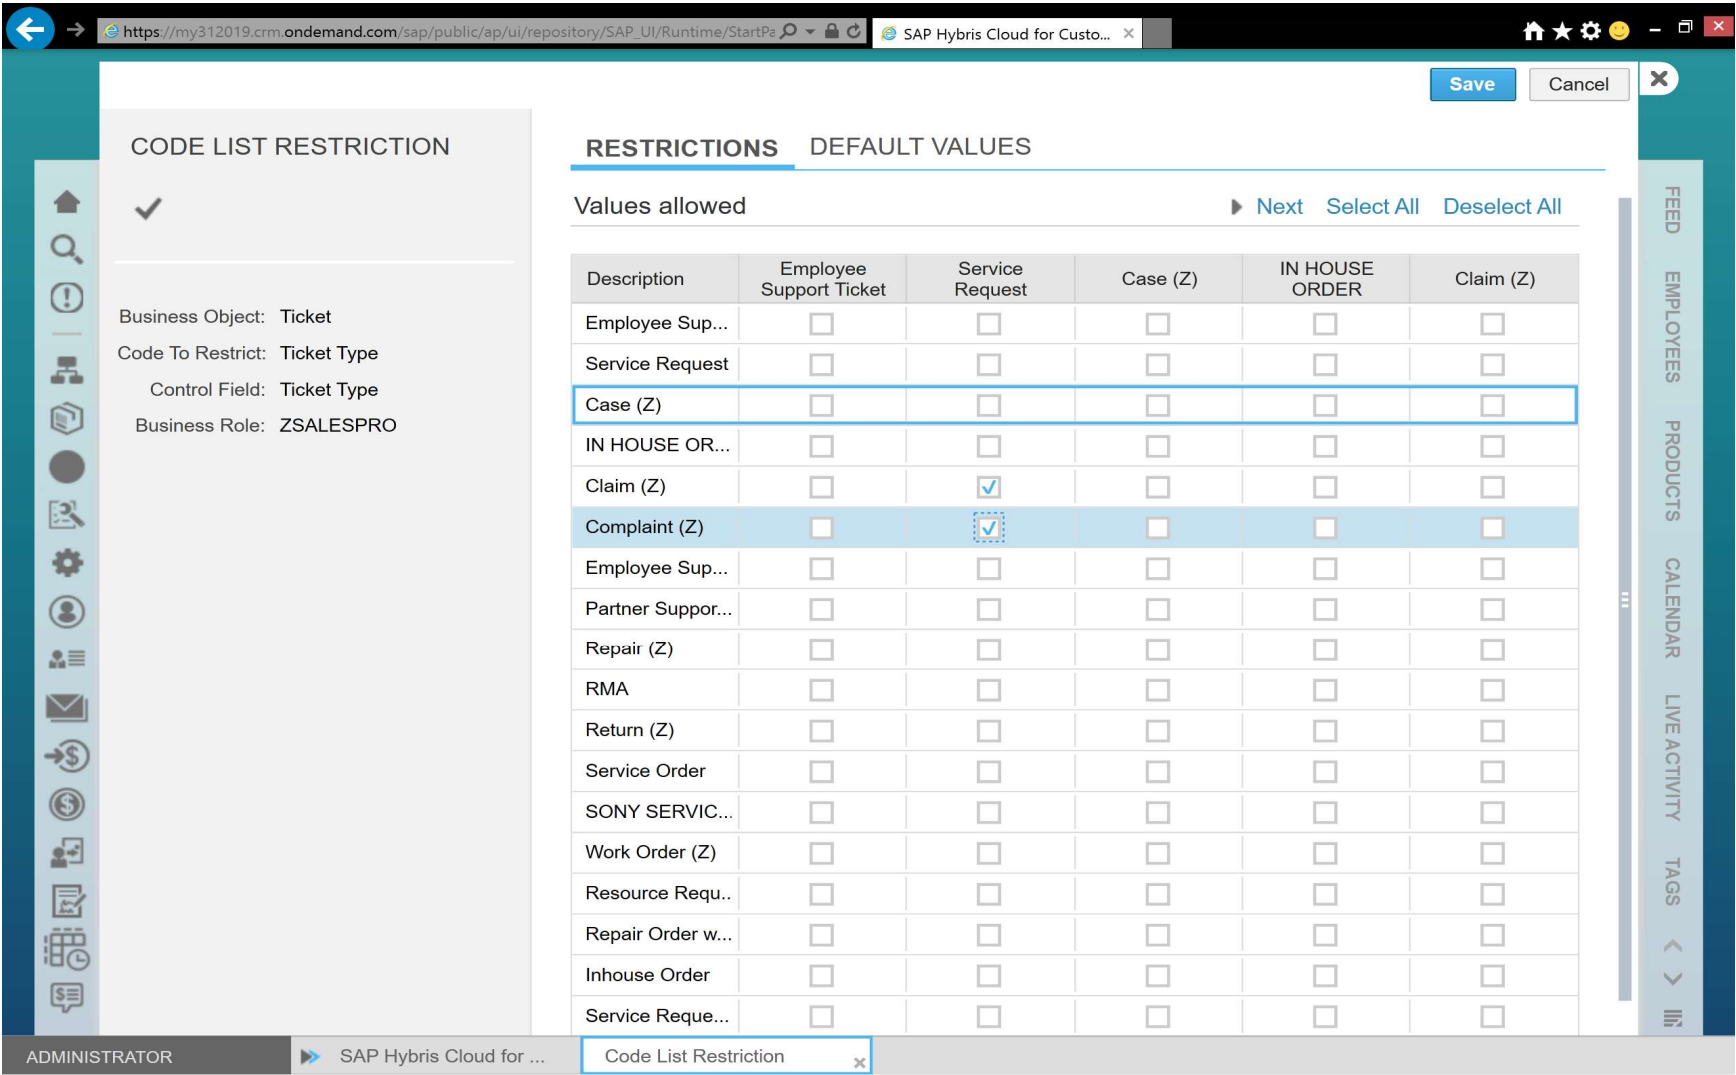 https://my312019.crm.ondemand.com/sap/public/ap/ui/repository/SAP_UI/Runtime/StartPa
SAP Hybris Cloud for Custo...
Save
Cancel
CODE LIST RESTRICTION
Business Object: Ticket
Code To Restrict: Ticket Type
Control Field: Ticket Type
Business Role: ZSALESPRO
RESTRICTIONS DEFAULT VALUES
Values allowed
Next Select All Deselect All
Description
Employee
Support Ticket
Service
Request
Case (Z)
IN HOUSE
ORDER
Claim (Z)
Employee Sup...
Service Request
Case (Z)
IN HOUSE OR...
Claim (Z)
Complaint (Z)
Employee Sup...
Partner Suppor...
Repair (Z)
RMA
Return (Z)
Service Order
SONY SERVIC...
Work Order (Z)
Resource Requ..
Repair Order w...
Inhouse Order
Service Reque...
FEED
EMPLOYEES
PRODUCTS
CALENDAR
LIVE ACTIVITY
TAGS
ADMINISTRATOR
SAP Hybris Cloud for ...
Code List Restriction